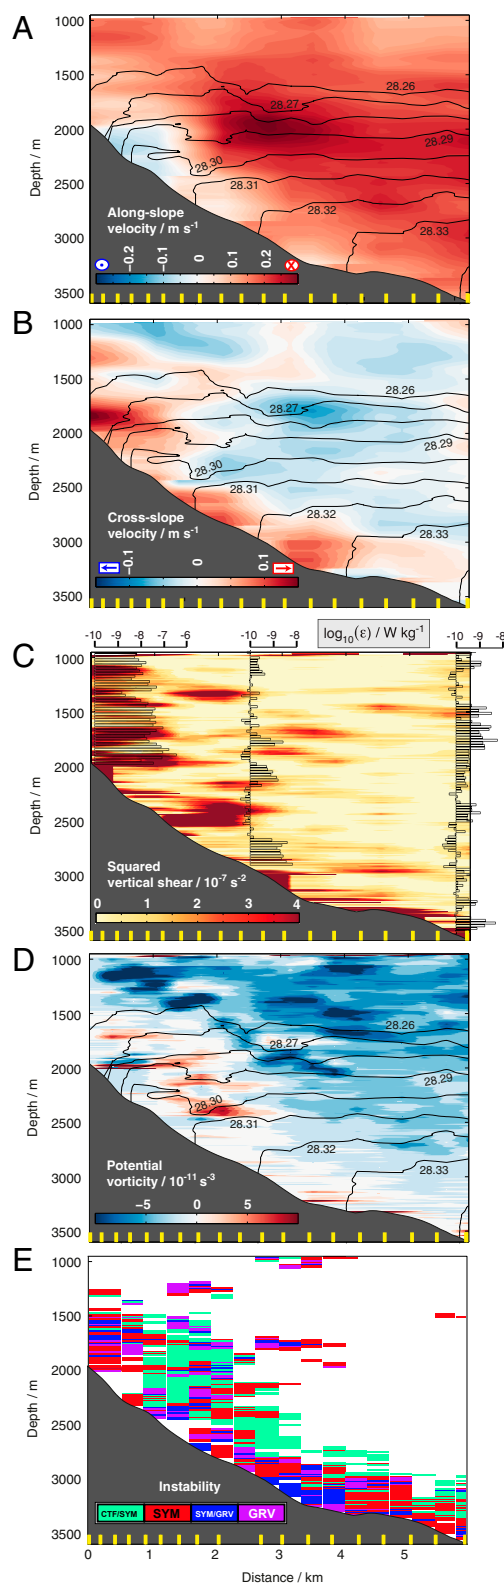 A
1000
1500
2000
2500
3000
3500
Depth / m
28.26
28.27
28.29
28.30
28.31
28.32
28.33
Along-slope
velocity / m s-1
-0.2
-0.1
0
0.1
0.2
B
1000
1500
2000
2500
3000
3500
Depth / m
28.26
28.27
28.29
28.30
28.31
28.32
28.33
Cross-slope
velocity / m s-1
-0.1
0
0.1
log10(ε) / W kg-1
-10 -9 -8 -7 -6
-10 -9 -8
-10 -9 -8
C
1000
1500
2000
2500
3000
3500
Depth / m
Squared
vertical shear / 10-7 s-2
0 1 2 3 4
D
1000
1500
2000
2500
3000
3500
Depth / m
28.26
28.27
28.29
28.30
28.31
28.32
28.33
Potential
vorticity / 10-11 s-3
−5 0 5
E
1000
1500
2000
2500
3000
3500
Depth / m
Instability
CTF/SYM SYM SYM/GRV GRV
0 1 2 3 4 5
Distance / km